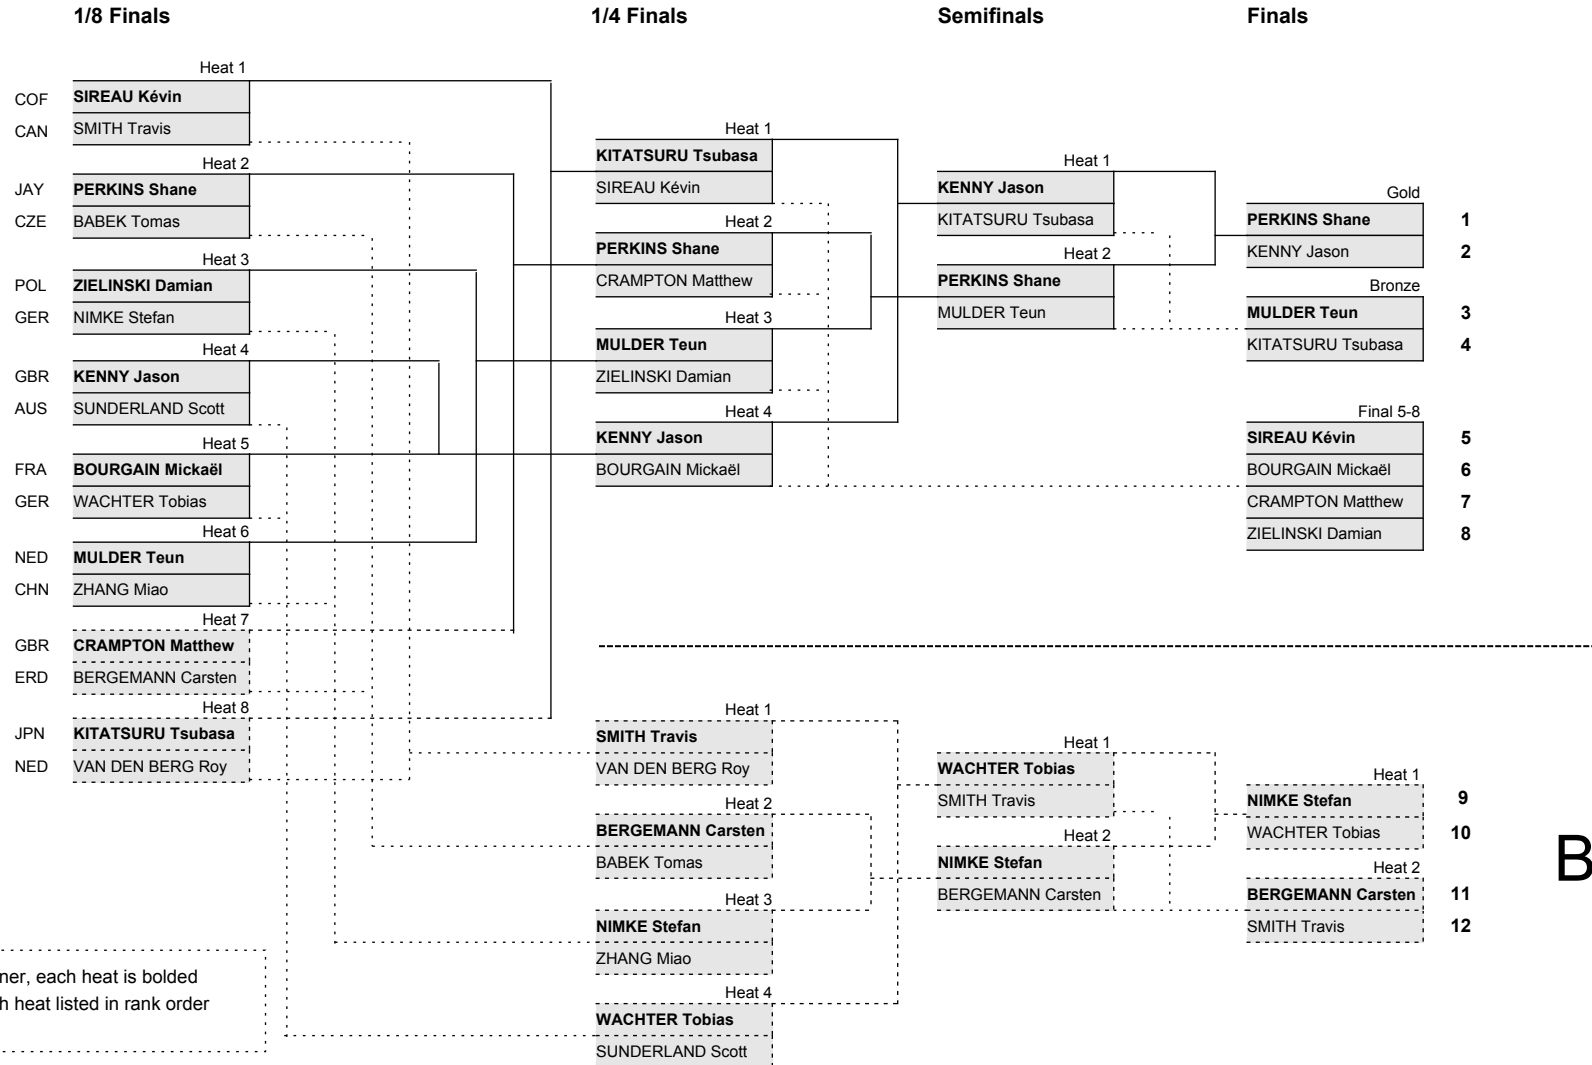 1/8 Finals
1/4 Finals
Semifinals
Finals
Heat 1
COF SIREAU Kévin
CAN SMITH Travis
Heat 2
JAY PERKINS Shane
CZE BABEK Tomas
Heat 3
POL ZIELINSKI Damian
GER NIMKE Stefan
Heat 4
GBR KENNY Jason
AUS SUNDERLAND Scott
Heat 5
FRA BOURGAIN Mickaël
GER WACHTER Tobias
Heat 6
NED MULDER Teun
CHN ZHANG Miao
Heat 7
GBR CRAMPTON Matthew
ERD BERGEMANN Carsten
Heat 8
JPN KITATSURU Tsubasa
NED VAN DEN BERG Roy
Heat 1
KITATSURU Tsubasa
SIREAU Kévin
Heat 2
PERKINS Shane
CRAMPTON Matthew
Heat 3
MULDER Teun
ZIELINSKI Damian
Heat 4
KENNY Jason
BOURGAIN Mickaël
Heat 1
KENNY Jason
KITATSURU Tsubasa
Heat 2
PERKINS Shane
MULDER Teun
Gold
PERKINS Shane 1
KENNY Jason 2
Bronze
MULDER Teun 3
KITATSURU Tsubasa 4
Final 5-8
SIREAU Kévin 5
BOURGAIN Mickaël 6
CRAMPTON Matthew 7
ZIELINSKI Damian 8
Heat 1
SMITH Travis
VAN DEN BERG Roy
Heat 2
BERGEMANN Carsten
BABEK Tomas
Heat 3
NIMKE Stefan
ZHANG Miao
Heat 4
WACHTER Tobias
SUNDERLAND Scott
Heat 1
WACHTER Tobias
SMITH Travis
Heat 2
NIMKE Stefan
BERGEMANN Carsten
Heat 1
NIMKE Stefan 9
WACHTER Tobias 10
Heat 2
BERGEMANN Carsten 11
SMITH Travis 12
B
ner, each heat is bolded
h heat listed in rank order